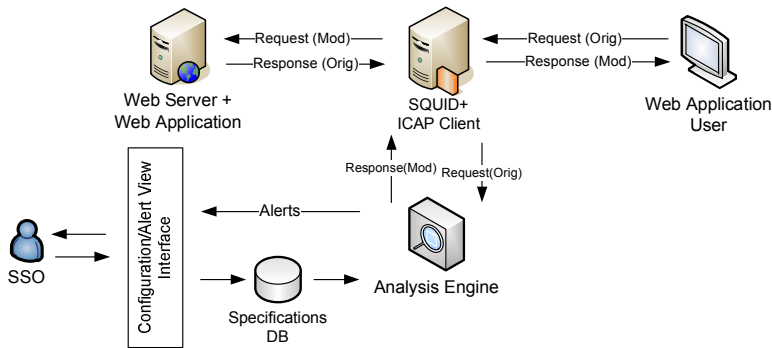 Request (Mod)
Response (Orig)
Request (Orig)
Response (Mod)
Web Server +
Web Application
SQUID+
ICAP Client
Web Application
User
Response(Mod)
Request(Orig)
Configuration/Alert View
Interface
Alerts
SSO
Analysis Engine
Specifications
DB